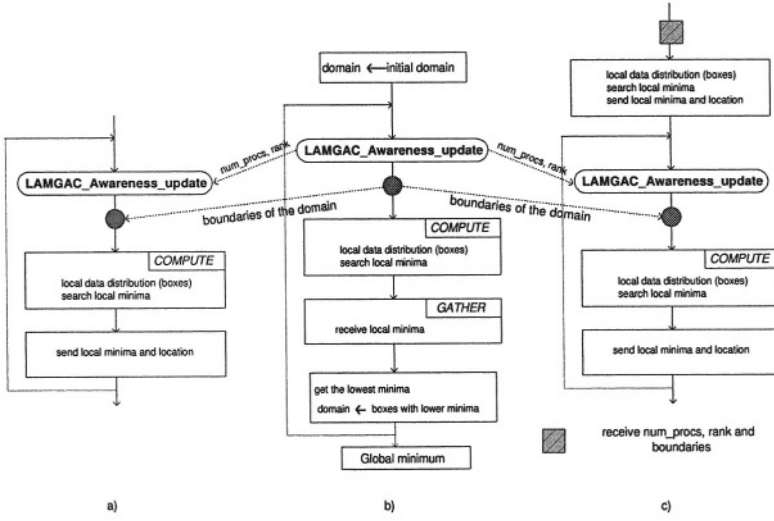 LAMGAC_Awareness_update
COMPUTE
local data distribution (boxes)
search local minima
send local minima and location
a)
domain ← initial domain
num_procs, rank
num_procs, rank
LAMGAC_Awareness_update
boundaries of the domain
boundaries of the domain
COMPUTE
local data distribution (boxes)
search local minima
GATHER
receive local minima
get the lowest minima
domain ← boxes with lower minima
Global minimum
b)
local data distribution (boxes)
search local minima
send local minima and location
LAMGAC_Awareness_update
COMPUTE
local data distribution (boxes)
search local minima
send local minima and location
receive num_procs, rank and
boundaries
c)